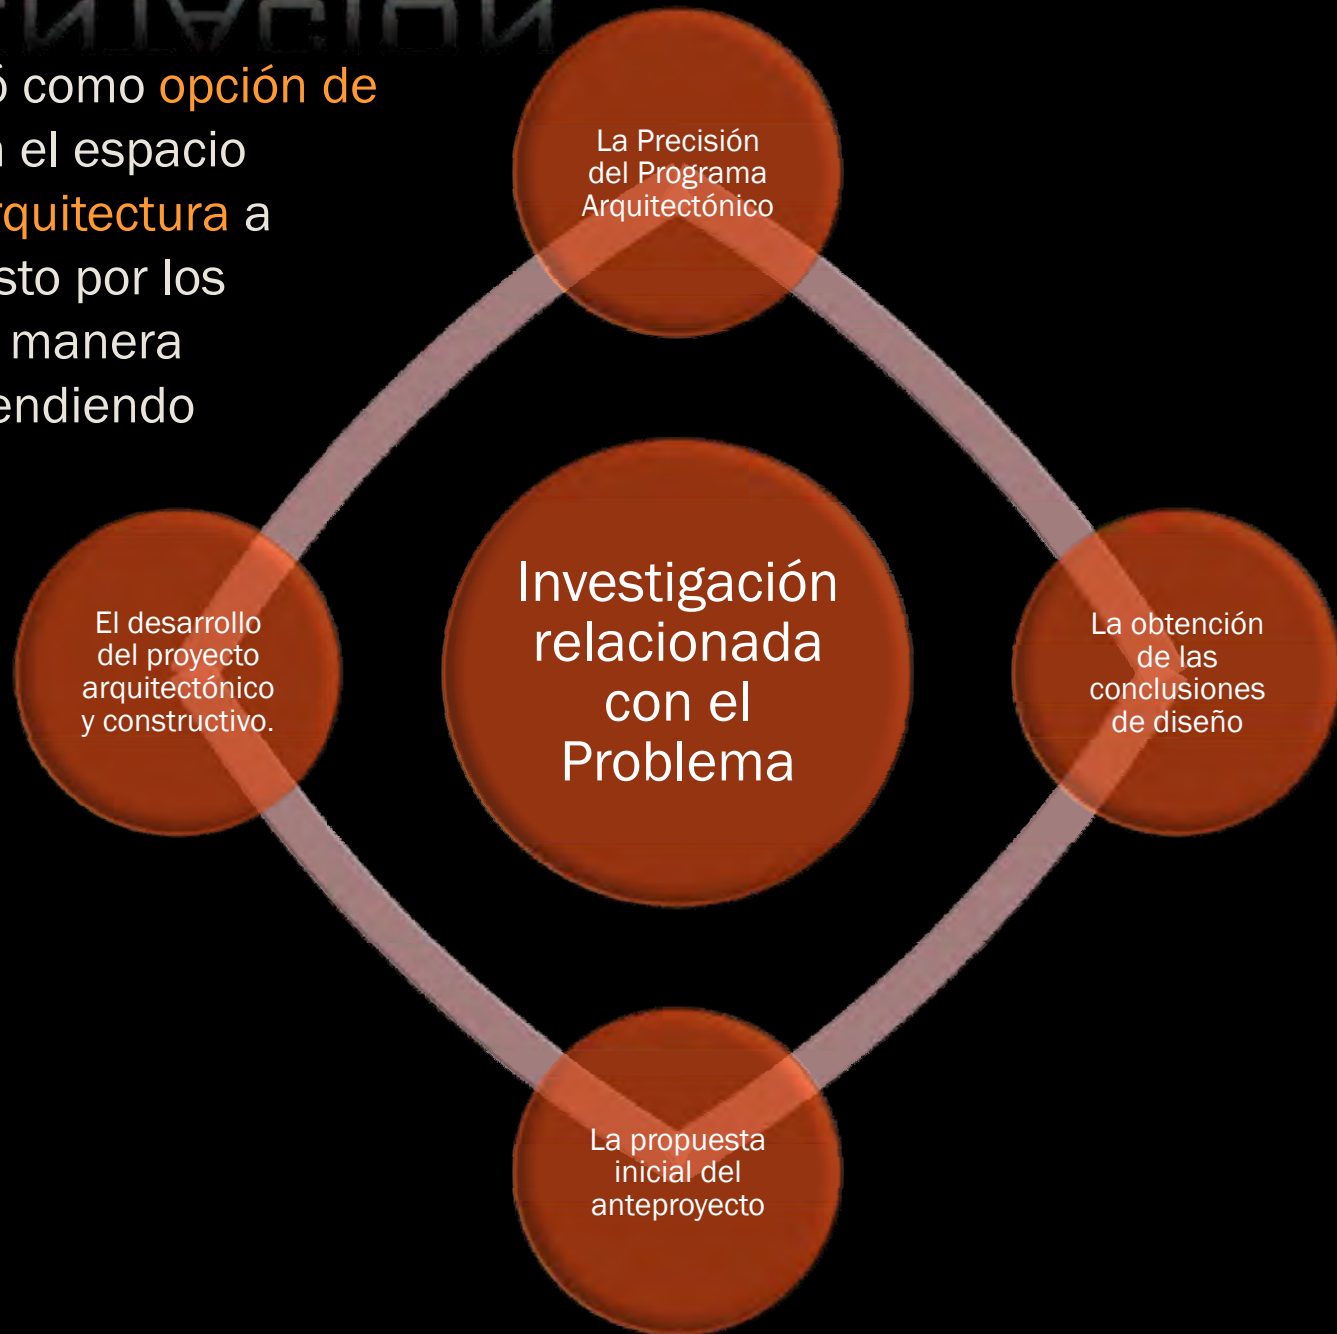 ó como opción de
el espacio
rquitectura a
sto por los
manera
endiendo
La Precisión
del Programa
Arquitectónico
El desarrollo
del proyecto
arquitectónico
y constructivo.
Investigación
relacionada
con el
Problema
La obtención
de las
conclusiones
de diseño
La propuesta
inicial del
anteproyecto